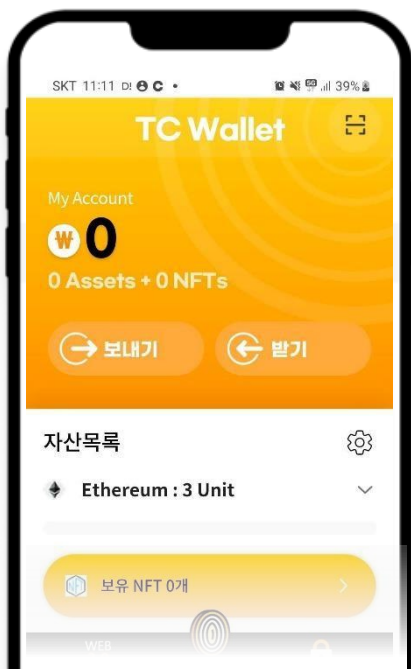 SKT 11:11
39%
TC Wallet
My Account
₩ 0
0 Assets + 0 NFTs
보내기
받기
자산목록
Ethereum : 3 Unit
보유 NFT 0개
WEB